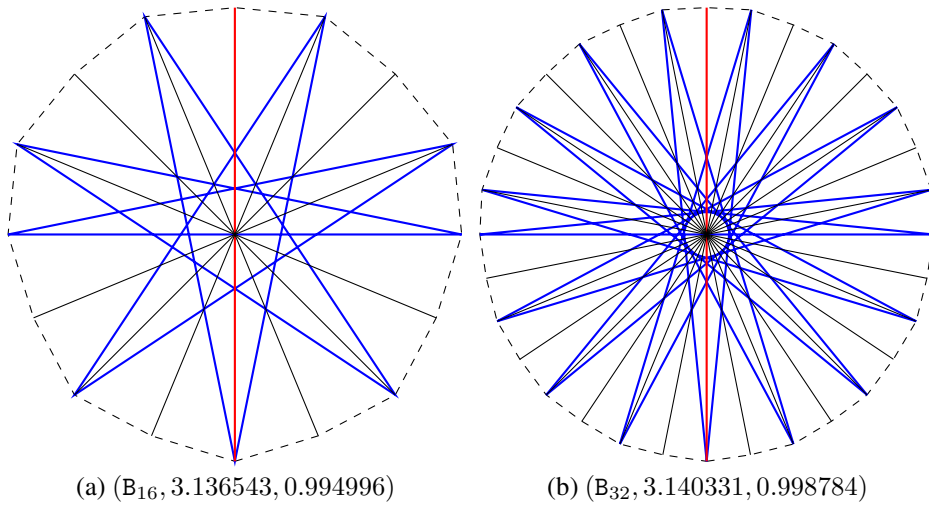 (a) (B₁₆, 3.136543, 0.994996)
(b) (B₃₂, 3.140331, 0.998784)